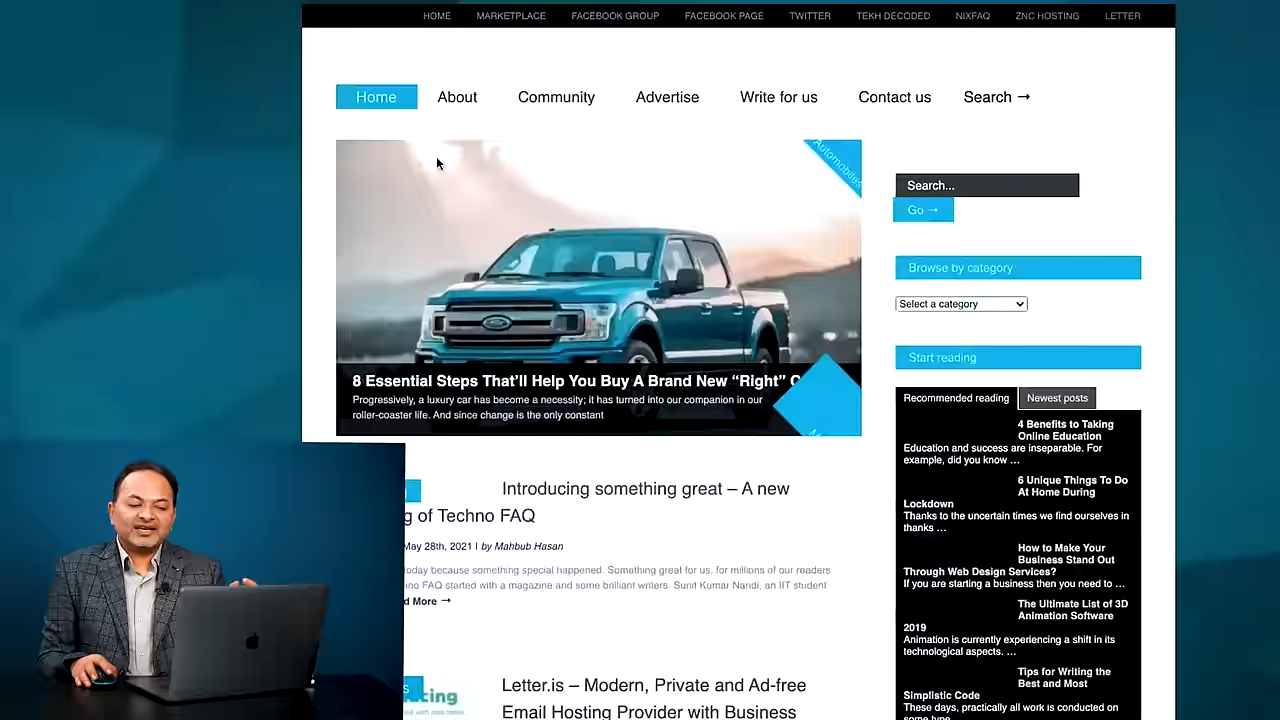 HOME MARKETPLACE FACEBOOK GROUP FACEBOOK PAGE TWITTER TEKH DECODED NIXFAQ ZNC HOSTING LETTER
Home About Community Advertise Write for us Contact us Search →
Automobiles
8 Essential Steps That'll Help You Buy A Brand New “Right”
Progressively, a luxury car has become a necessity; it has turned into our companion in our
roller-coaster life. And since change is the only constant
Introducing something great – A new
g of Techno FAQ
May 28th, 2021 | by Mahbub Hasan
oday because something special happened. Something great for us, for millions of our readers
no FAQ started with a magazine and some brilliant writers. Sunit Kumar Nandi, an IIT student
d More →
cing
Letter.is – Modern, Private and Ad-free
Email Hosting Provider with Business
Search...
Go →
Browse by category
Select a category
Start reading
Recommended reading Newest posts
4 Benefits to Taking
Online Education
Education and success are inseparable. For
example, did you know ...
6 Unique Things To Do
At Home During
Lockdown
Thanks to the uncertain times we find ourselves in
thanks ...
How to Make Your
Business Stand Out
Through Web Design Services?
If you are starting a business then you need to ...
The Ultimate List of 3D
Animation Software
2019
Animation is currently experiencing a shift in its
technological aspects. ...
Tips for Writing the
Best and Most
Simplistic Code
These days, practically all work is conducted on
some type